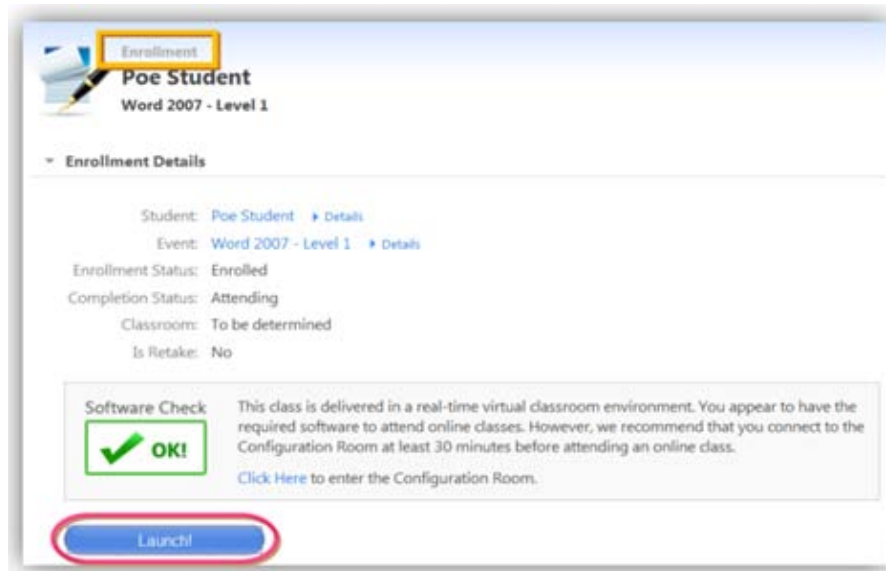 Enrollment
Poe Student
Word 2007 - Level 1
Enrollment Details
Student: Poe Student Details
Event: Word 2007 - Level 1 Details
Enrollment Status: Enrolled
Completion Status: Attending
Classroom: To be determined
Is Retake: No
Software Check
OK!
This class is delivered in a real-time virtual classroom environment. You appear to have the
required software to attend online classes. However, we recommend that you connect to the
Configuration Room at least 30 minutes before attending an online class.
Click Here to enter the Configuration Room.
Launch!